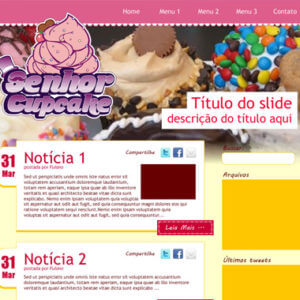 Home Menu 1 Menu 2 Menu 3 Contato
Senhor
Cupcake
Título do slide
descrição do título aqui
31
Mar
Notícia 1
postada por Fulano
Compartilhe
Sed ut perspiciatis unde omnis iste natus error sit
voluptatem accusantium doloremque laudantium,
totam rem aperiam, eaque ipsa quae ab illo inventore
veritatis et quasi architecto beatae vitae dicta sunt
explicabo. Nemo enim ipsam voluptatem quia
voluptas sit aspernatur aut odit aut fugit, sed quia consequuntur magni dolores eos qui
ratione voluptatem sequi nesciunt.Nemo enim ipsam voluptatem quia
voluptas sit aspernatur aut odit aut fugit, sed quia consequuntur...
Leia Mais
Buscar
Arquivos
Últimos tweets
31
Mar
Notícia 2
postada por Fulano
Compartilhe
Sed ut perspiciatis unde omnis iste natus error sit
voluptatem accusantium doloremque laudantium,
totam rem aperiam, eaque ipsa quae ab illo inventore
veritatis et quasi architecto beatae vitae dicta sunt